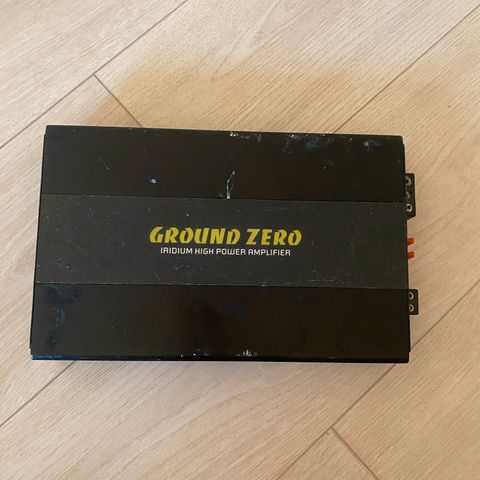 GROUND ZERO
IRIDIUM HIGH POWER AMPLIFIER